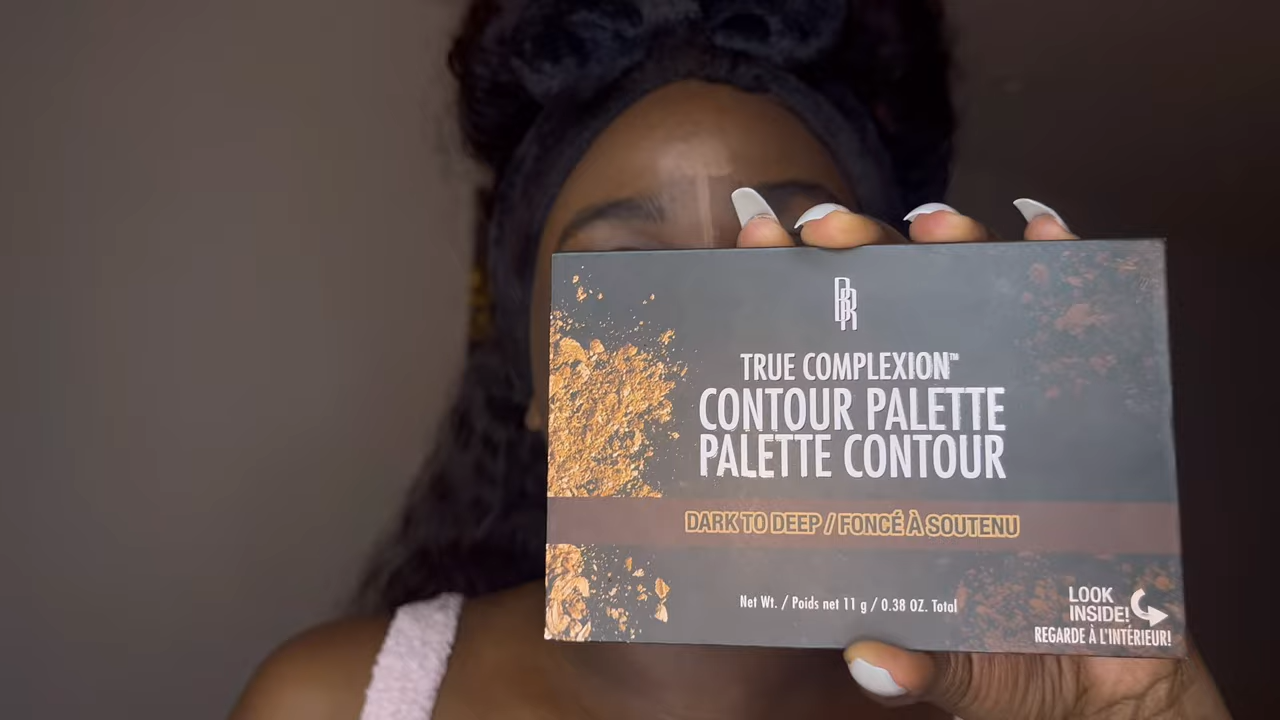 BR
TRUE COMPLEXION™
CONTOUR PALETTE
PALETTE CONTOUR
DARK TO DEEP / FONCÉ À SOUTENU
Net Wt. / Poids net 11 g / 0.38 OZ. Total
LOOK
INSIDE!
REGARDE À L'INTÉRIEUR!